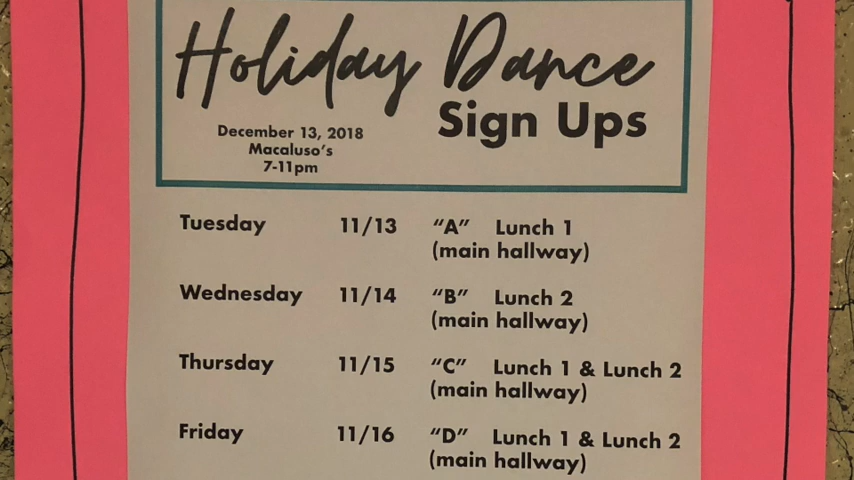 Holiday Dance
Sign Ups
December 13, 2018
Macaluso's
7-11pm
Tuesday 11/13 “A” Lunch 1
(main hallway)
Wednesday 11/14 “B” Lunch 2
(main hallway)
Thursday 11/15 “C” Lunch 1 & Lunch 2
(main hallway)
Friday 11/16 “D” Lunch 1 & Lunch 2
(main hallway)